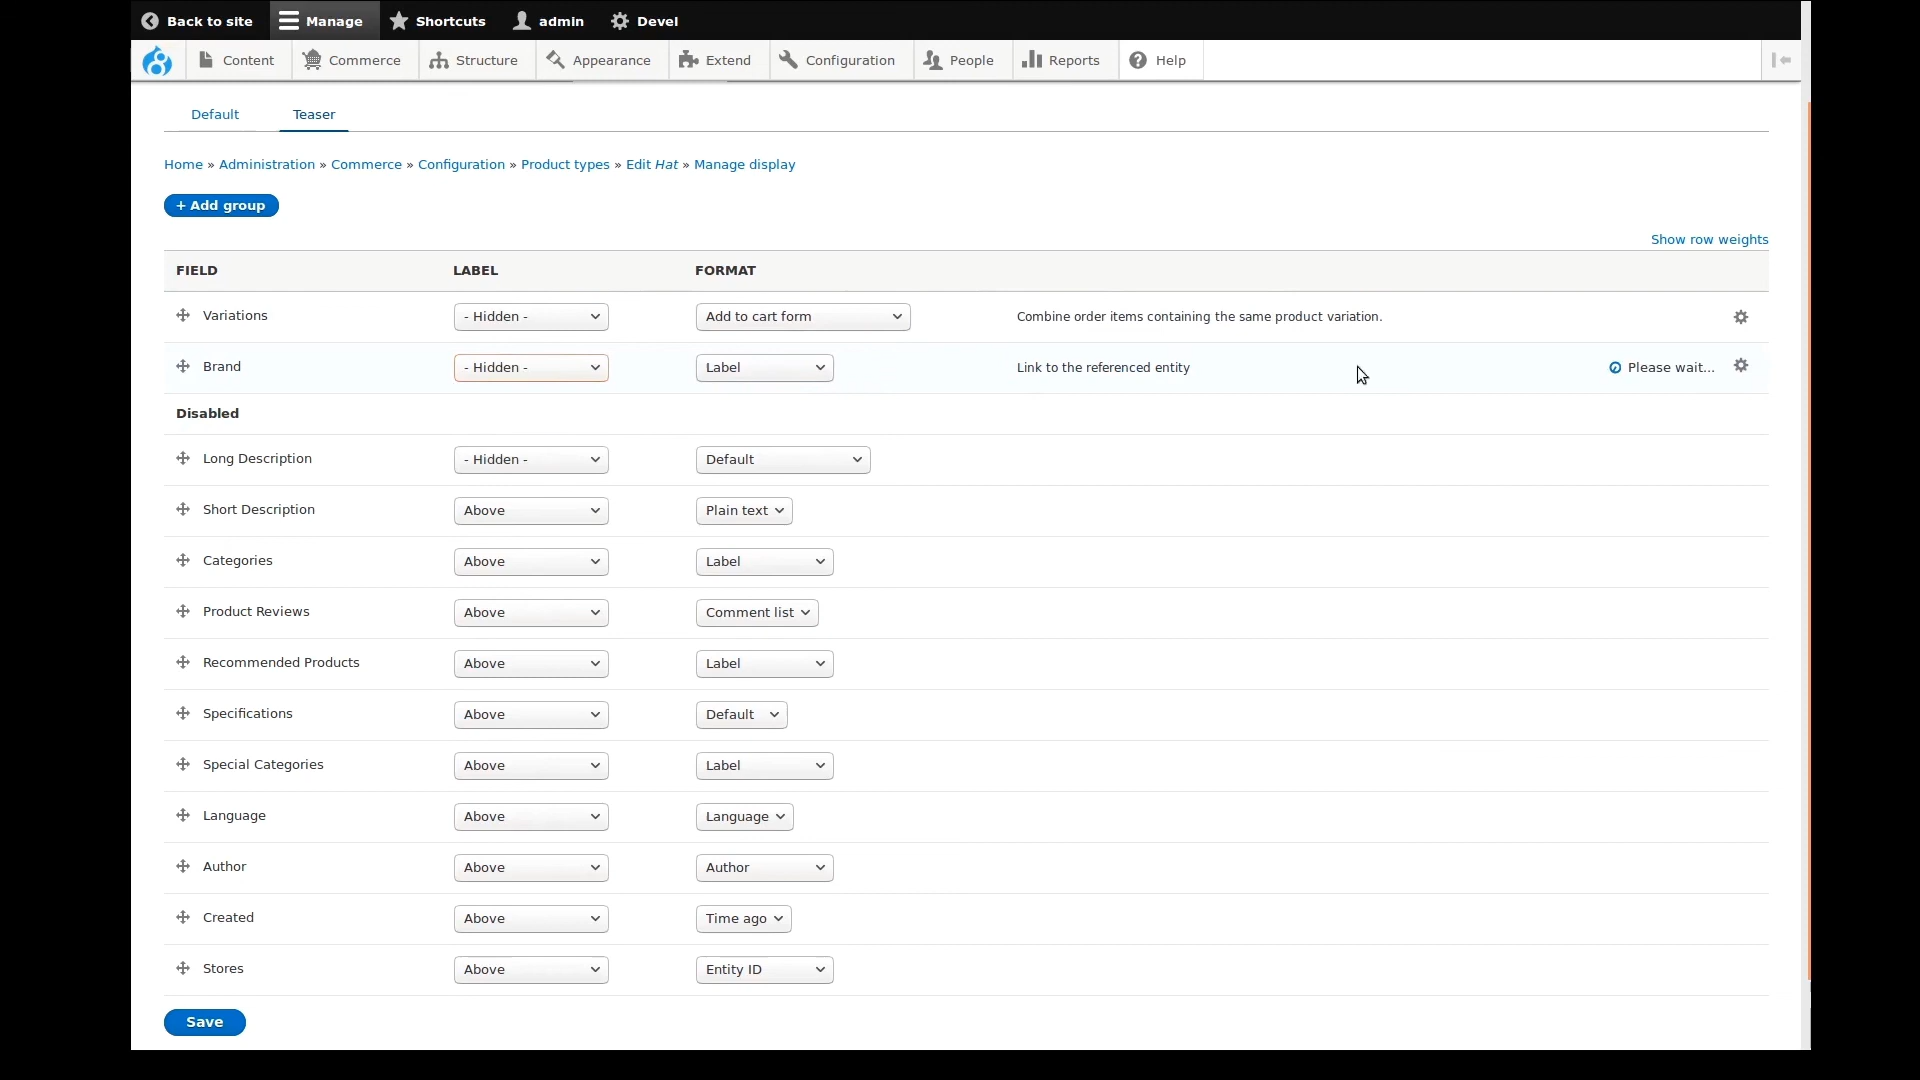 Back to site Manage Shortcuts admin Devel
Content Commerce Structure Appearance Extend Configuration People Reports Help
Default Teaser
Home » Administration » Commerce » Configuration » Product types » Edit Hat » Manage display
+ Add group
Show row weights
FIELD LABEL FORMAT
Variations - Hidden - Add to cart form Combine order items containing the same product variation.
Brand - Hidden - Label Link to the referenced entity Please wait...
Disabled
Long Description - Hidden - Default
Short Description Above Plain text
Categories Above Label
Product Reviews Above Comment list
Recommended Products Above Label
Specifications Above Default
Special Categories Above Label
Language Above Language
Author Above Author
Created Above Time ago
Stores Above Entity ID
Save